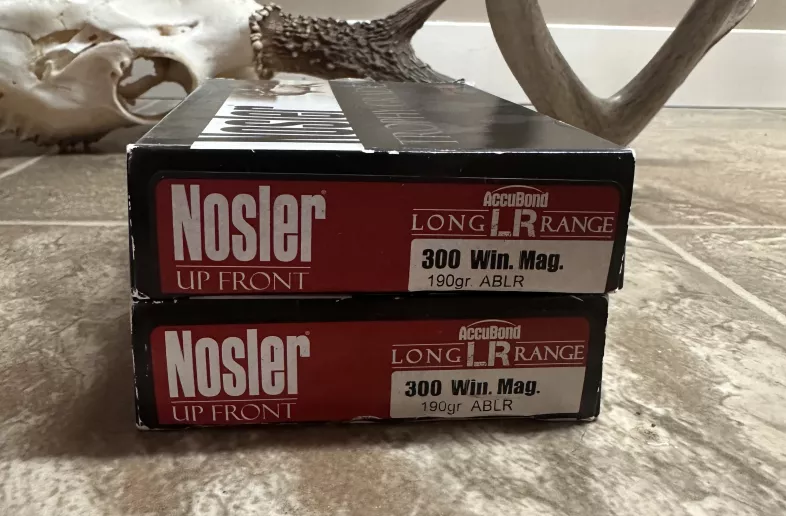 Nosler
Nosler
UP FRONT
AccuBond
LONG LR RANGE
300 Win. Mag.
190gr. ABLR
Nosler
UP FRONT
AccuBond
LONG LR RANGE
300 Win. Mag.
190gr ABLR